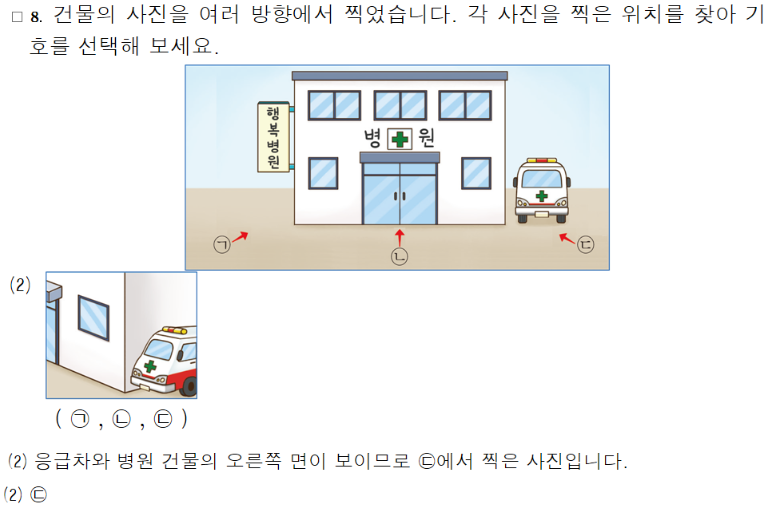 □ 8. 건물의 사진을 여러 방향에서 찍었습니다. 각 사진을 찍은 위치를 찾아 기
호를 선택해 보세요.
행복병원
병 원
㉠
㉡
㉢
(2)
( ㉠ , ㉡ , ㉢ )
(2) 응급차와 병원 건물의 오른쪽 면이 보이므로 ㉢에서 찍은 사진입니다.
(2) ㉢